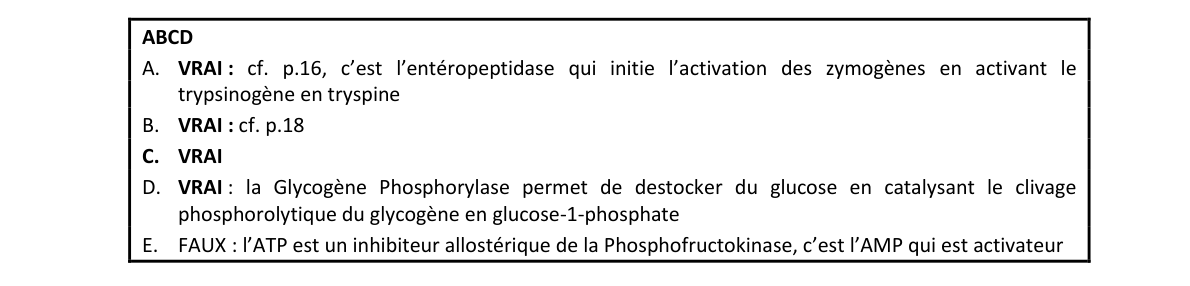 ABCD
A. VRAI : cf. p.16, c’est l’entéropeptidase qui initie l’activation des zymogènes en activant le
trypsinogène en tryspine
B. VRAI : cf. p.18
C. VRAI
D. VRAI : la Glycogène Phosphorylase permet de destocker du glucose en catalysant le clivage
phosphorolytique du glycogène en glucose-1-phosphate
E. FAUX : l’ATP est un inhibiteur allostérique de la Phosphofructokinase, c’est l’AMP qui est activateur